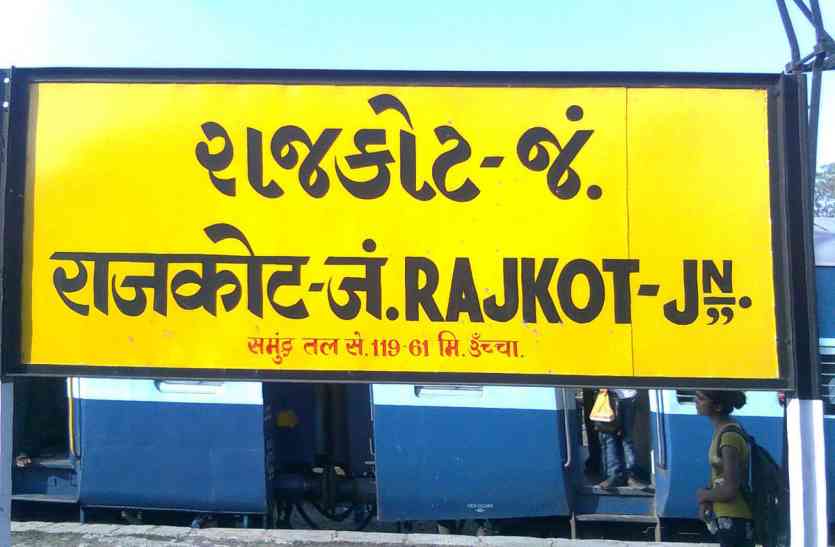 રાજકોટ-જં.
राजकोट-जं. RAJKOT-JN.
समुंद्र तल से. 119-61 मि. उँच्चा.